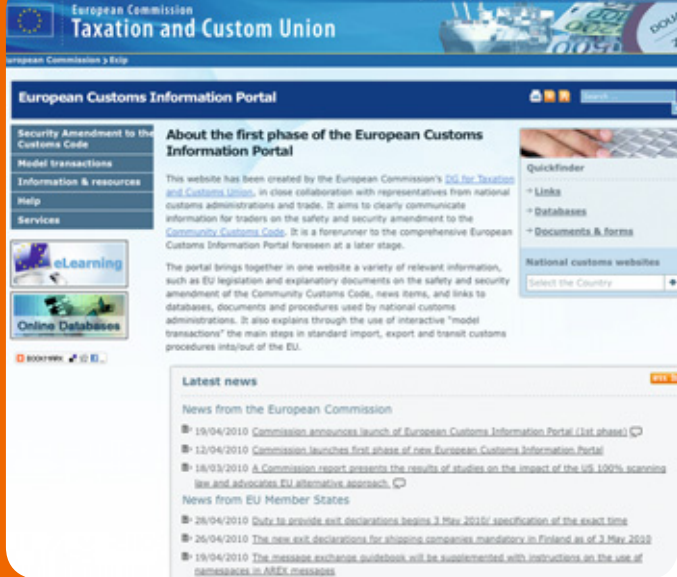 European Commission
Taxation and Custom Union
European Commission > Ecip
European Customs Information Portal
Search ...
Security Amendment to the
Customs Code
Model transactions
Information & resources
Help
Services
eLearning
Online Databases
BOOKMARK
About the first phase of the European Customs
Information Portal
This website has been created by the European Commission's DG for Taxation
and Customs Union, in close collaboration with representatives from national
customs administrations and trade. It aims to clearly communicate
information for traders on the safety and security amendment to the
Community Customs Code. It is a forerunner to the comprehensive European
Customs Information Portal foreseen at a later stage.
The portal brings together in one website a variety of relevant information,
such as EU legislation and explanatory documents on the safety and security
amendment of the Community Customs Code, news items, and links to
databases, documents and procedures used by national customs
administrations. It also explains through the use of interactive "model
transactions" the main steps in standard import, export and transit customs
procedures into/out of the EU.
Quickfinder
Links
Databases
Documents & forms
National customs websites
Select the Country
Latest news
News from the European Commission
19/04/2010 Commission announces launch of European Customs Information Portal (1st phase)
12/04/2010 Commission launches first phase of new European Customs Information Portal
18/03/2010 A Commission report presents the results of studies on the impact of the US 100% scanning
law and advocates EU alternative approach
News from EU Member States
28/04/2010 Duty to provide exit declarations begins 3 May 2010/ specification of the exact time
26/04/2010 The new exit declarations for shipping companies mandatory in Finland as of 3 May 2010
19/04/2010 The message exchange guidebook will be supplemented with instructions on the use of
namespaces in AREX messages